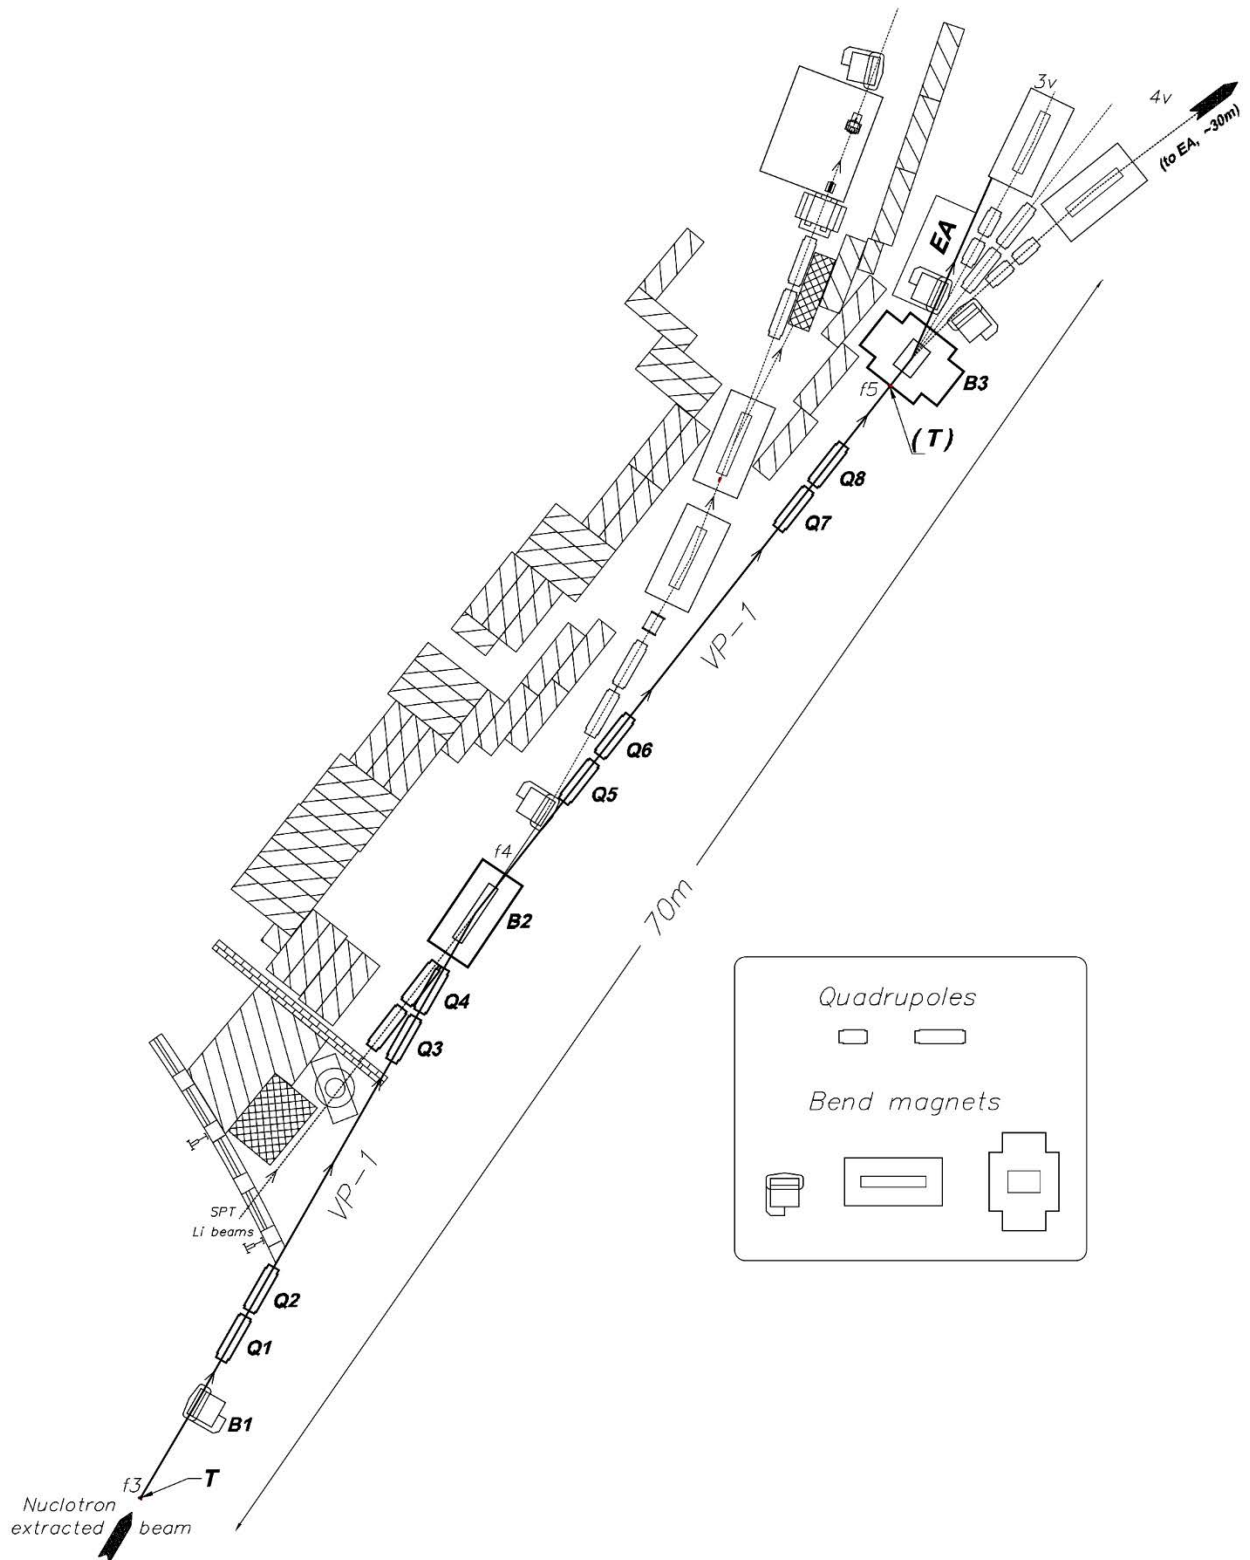 3v
4v
(to EA, ~30m)
EA
B3
f5
(T)
Q8
Q7
VP-1
Q6
Q5
f4
70m
B2
Q4
Q3
Quadrupoles
Bend magnets
VP-1
SPT
Li beams
Q2
Q1
B1
f3
T
Nuclotron
extracted beam